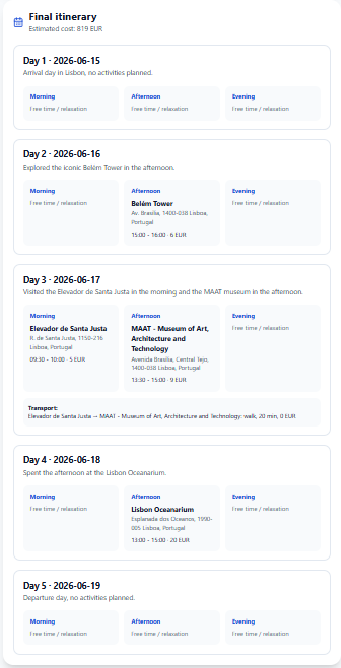 Final itinerary
Estimated cost: 819 EUR
Day 1 · 2026-06-15
Arrival day in Lisbon, no activities planned.
Morning
Free time / relaxation
Afternoon
Free time / relaxation
Evening
Free time / relaxation
Day 2 · 2026-06-16
Explored the iconic Belém Tower in the afternoon.
Morning
Free time / relaxation
Afternoon
Belém Tower
Av. Brasília, 1400-038 Lisboa,
Portugal
15:00 - 16:00 · 6 EUR
Evening
Free time / relaxation
Day 3 · 2026-06-17
Visited the Elevador de Santa Justa in the morning and the MAAT museum in the afternoon.
Morning
Elevador de Santa Justa
R. de Santa Justa, 1150-216
Lisboa, Portugal
09:30 - 10:00 · 5 EUR
Afternoon
MAAT - Museum of Art,
Architecture and
Technology
Avenida Brasília, Central Tejo,
1400-038 Lisboa, Portugal
13:30 - 15:00 · 9 EUR
Evening
Free time / relaxation
Transport:
Elevador de Santa Justa → MAAT - Museum of Art, Architecture and Technology: walk, 20 min, 0 EUR
Day 4 · 2026-06-18
Spent the afternoon at the Lisbon Oceanarium.
Morning
Free time / relaxation
Afternoon
Lisbon Oceanarium
Esplanada dos Oceanos, 1990-
005 Lisboa, Portugal
13:00 - 15:00 · 20 EUR
Evening
Free time / relaxation
Day 5 · 2026-06-19
Departure day, no activities planned.
Morning
Free time / relaxation
Afternoon
Free time / relaxation
Evening
Free time / relaxation